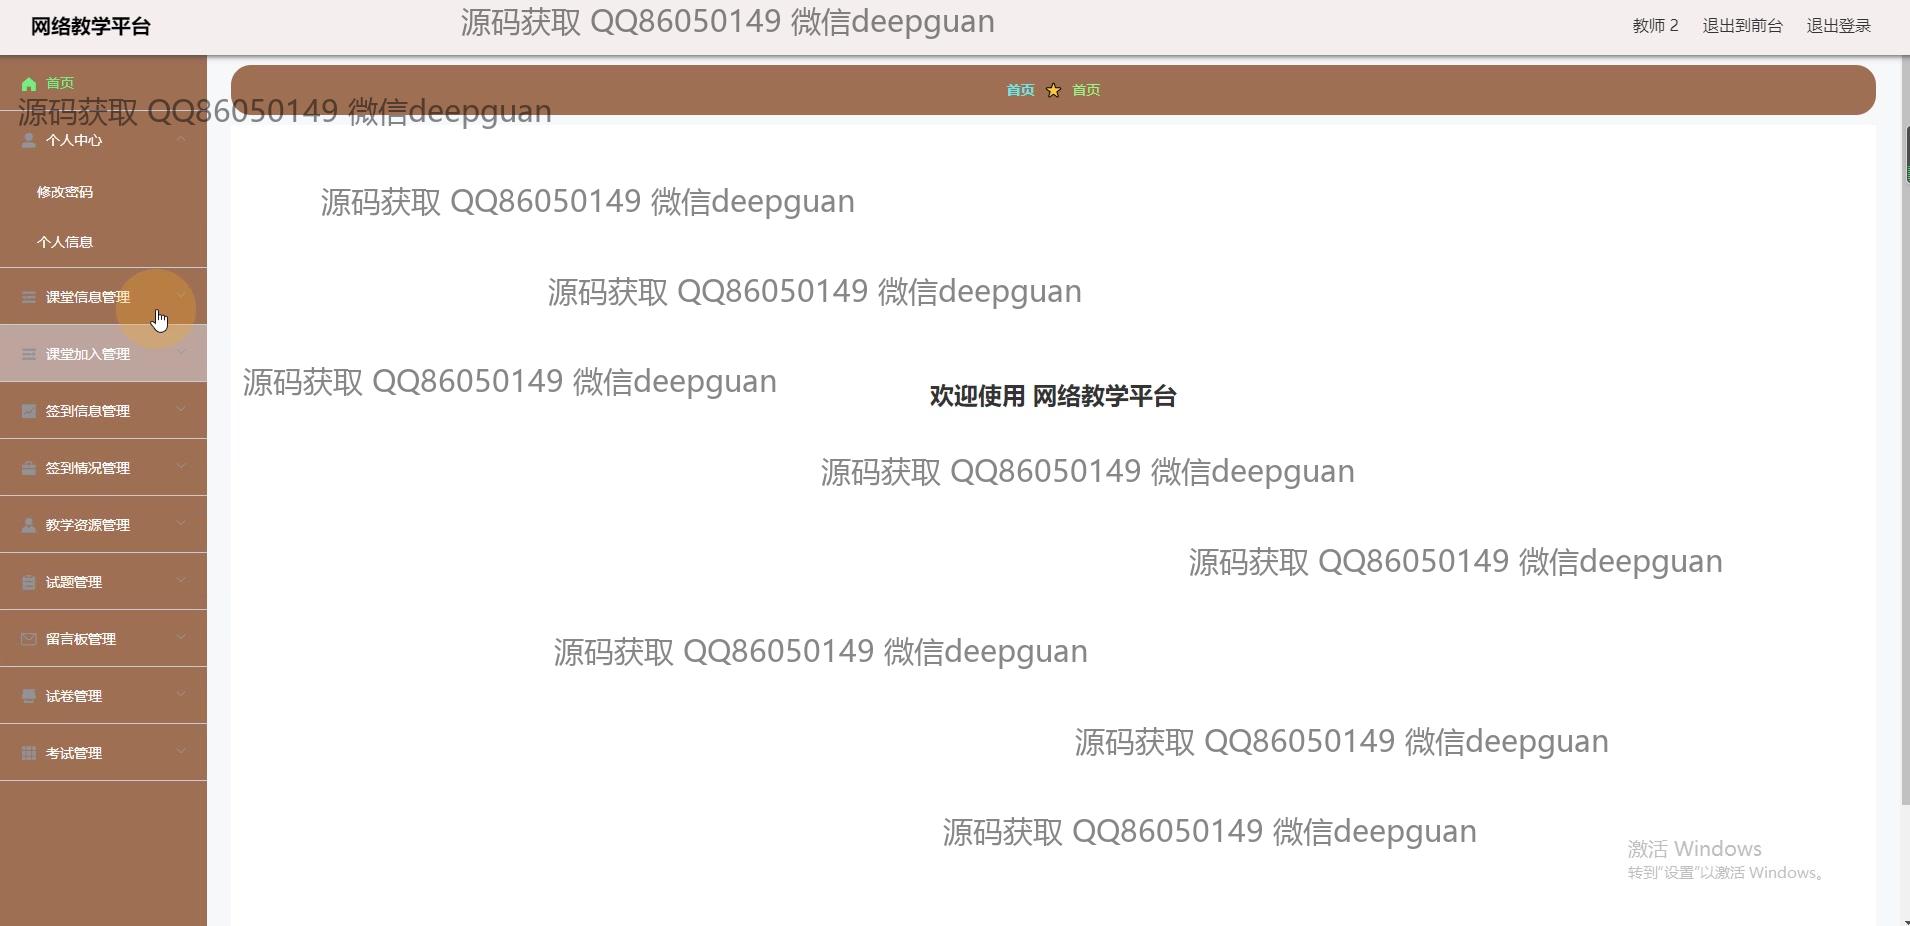 网络教学平台
源码获取 QQ86050149 微信deepguan
教师 2 退出到前台 退出登录
首页
首页 首页
源码获取 QQ86050149 微信deepguan
个人中心
修改密码
源码获取 QQ86050149 微信deepguan
个人信息
课堂信息管理
源码获取 QQ86050149 微信deepguan
课堂加入管理
源码获取 QQ86050149 微信deepguan
欢迎使用 网络教学平台
签到信息管理
签到情况管理
源码获取 QQ86050149 微信deepguan
教学资源管理
源码获取 QQ86050149 微信deepguan
试题管理
留言板管理
源码获取 QQ86050149 微信deepguan
试卷管理
源码获取 QQ86050149 微信deepguan
考试管理
源码获取 QQ86050149 微信deepguan
激活 Windows
转到"设置"以激活 Windows。